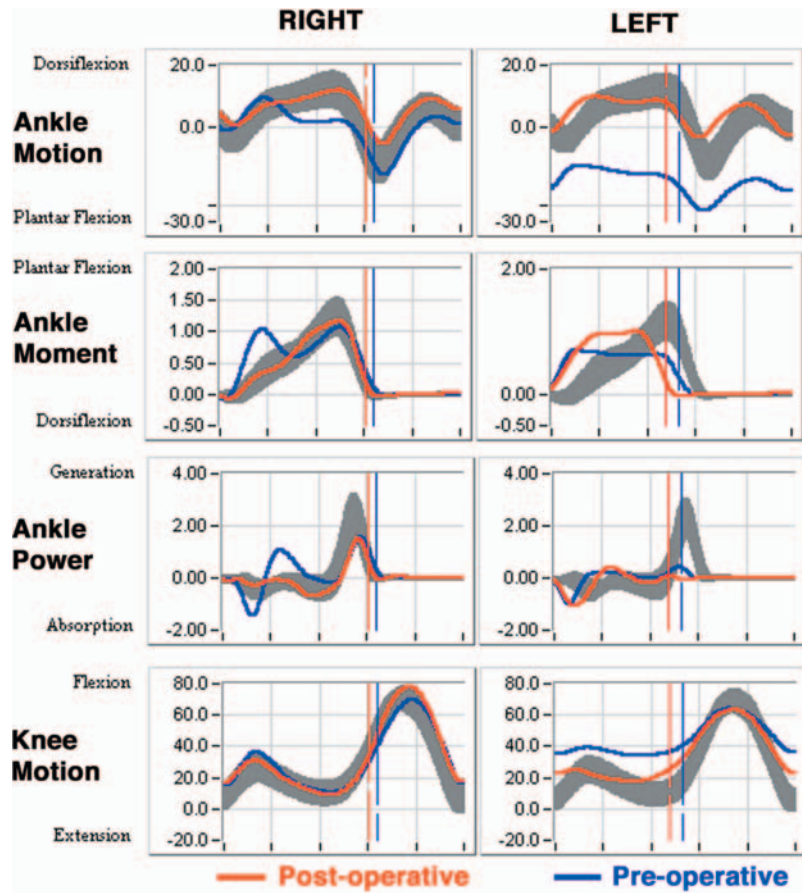 RIGHT LEFT
Dorsiflexion
20.0
20.0
Ankle
Motion
0.0
0.0
Plantar Flexion
-30.0
-30.0
Plantar Flexion
2.00
2.00
1.50
Ankle
Moment
1.00
0.50
0.00
0.00
Dorsiflexion
-0.50
-0.50
Generation
4.00
4.00
Ankle
Power
2.00
2.00
0.00
0.00
Absorption
-2.00
-2.00
Flexion
80.0
80.0
60.0
60.0
Knee
Motion
40.0
40.0
20.0
20.0
0.0
0.0
Extension
-20.0
-20.0
Post-operative Pre-operative